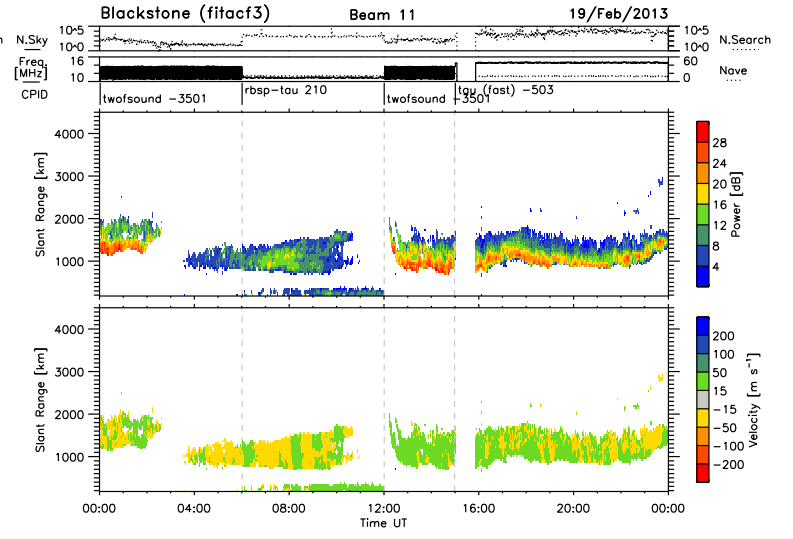 Blackstone (fitacf3) Beam 11 19/Feb/2013
N.Sky 10^5 10^0 10^5 10^0 N.Search
Freq. [MHz] 16 10 60 0 Nave
CPID twofsound -3501 rbsp-tau 210 twofsound -3501 tau (fast) -503
Slant Range [km] 4000 3000 2000 1000
28 24 20 16 12 8 4 Power [dB]
Slant Range [km] 4000 3000 2000 1000
200 100 50 15 -15 -50 -100 -200 Velocity [m s⁻¹]
00:00 04:00 08:00 12:00 16:00 20:00 00:00
Time UT